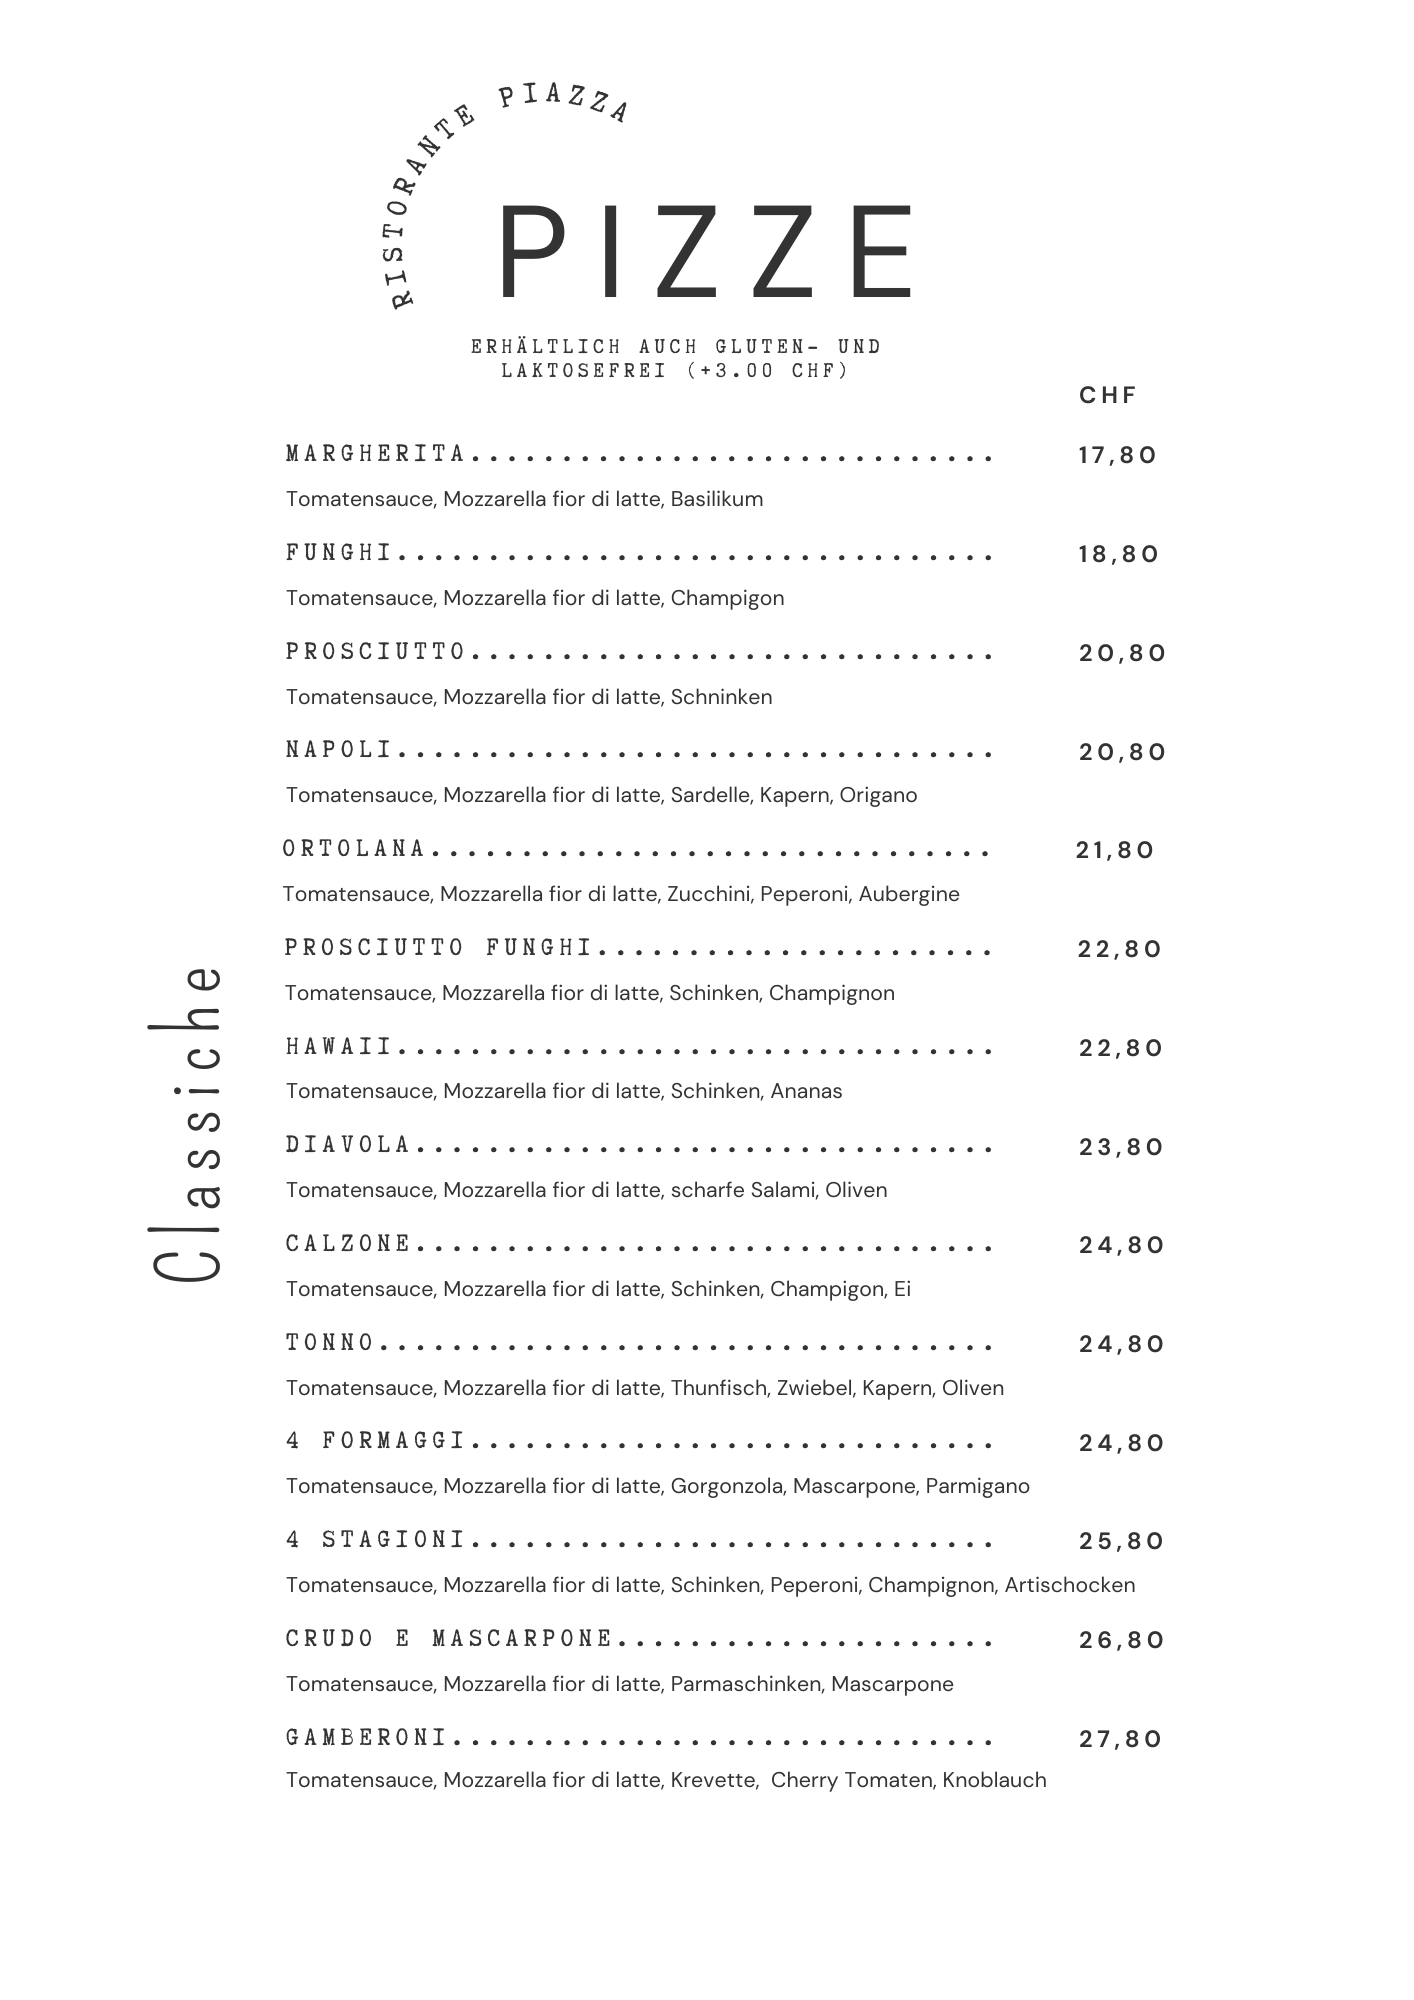 RISTORANTE PIAZZA
PIZZE
ERHÄLTLICH AUCH GLUTEN- UND
LAKTOSEFREI (+3.00 CHF)
CHF
Classiche
MARGHERITA............................. 17,80
Tomatensauce, Mozzarella fior di latte, Basilikum
FUNGHI................................. 18,80
Tomatensauce, Mozzarella fior di latte, Champigon
PROSCIUTTO............................. 20,80
Tomatensauce, Mozzarella fior di latte, Schninken
NAPOLI................................. 20,80
Tomatensauce, Mozzarella fior di latte, Sardelle, Kapern, Origano
ORTOLANA............................... 21,80
Tomatensauce, Mozzarella fior di latte, Zucchini, Peperoni, Aubergine
PROSCIUTTO FUNGHI...................... 22,80
Tomatensauce, Mozzarella fior di latte, Schinken, Champignon
HAWAII................................. 22,80
Tomatensauce, Mozzarella fior di latte, Schinken, Ananas
DIAVOLA................................ 23,80
Tomatensauce, Mozzarella fior di latte, scharfe Salami, Oliven
CALZONE................................ 24,80
Tomatensauce, Mozzarella fior di latte, Schinken, Champigon, Ei
TONNO.................................. 24,80
Tomatensauce, Mozzarella fior di latte, Thunfisch, Zwiebel, Kapern, Oliven
4 FORMAGGI............................. 24,80
Tomatensauce, Mozzarella fior di latte, Gorgonzola, Mascarpone, Parmigano
4 STAGIONI............................. 25,80
Tomatensauce, Mozzarella fior di latte, Schinken, Peperoni, Champignon, Artischocken
CRUDO E MASCARPONE..................... 26,80
Tomatensauce, Mozzarella fior di latte, Parmaschinken, Mascarpone
GAMBERONI.............................. 27,80
Tomatensauce, Mozzarella fior di latte, Krevette,  Cherry Tomaten, Knoblauch